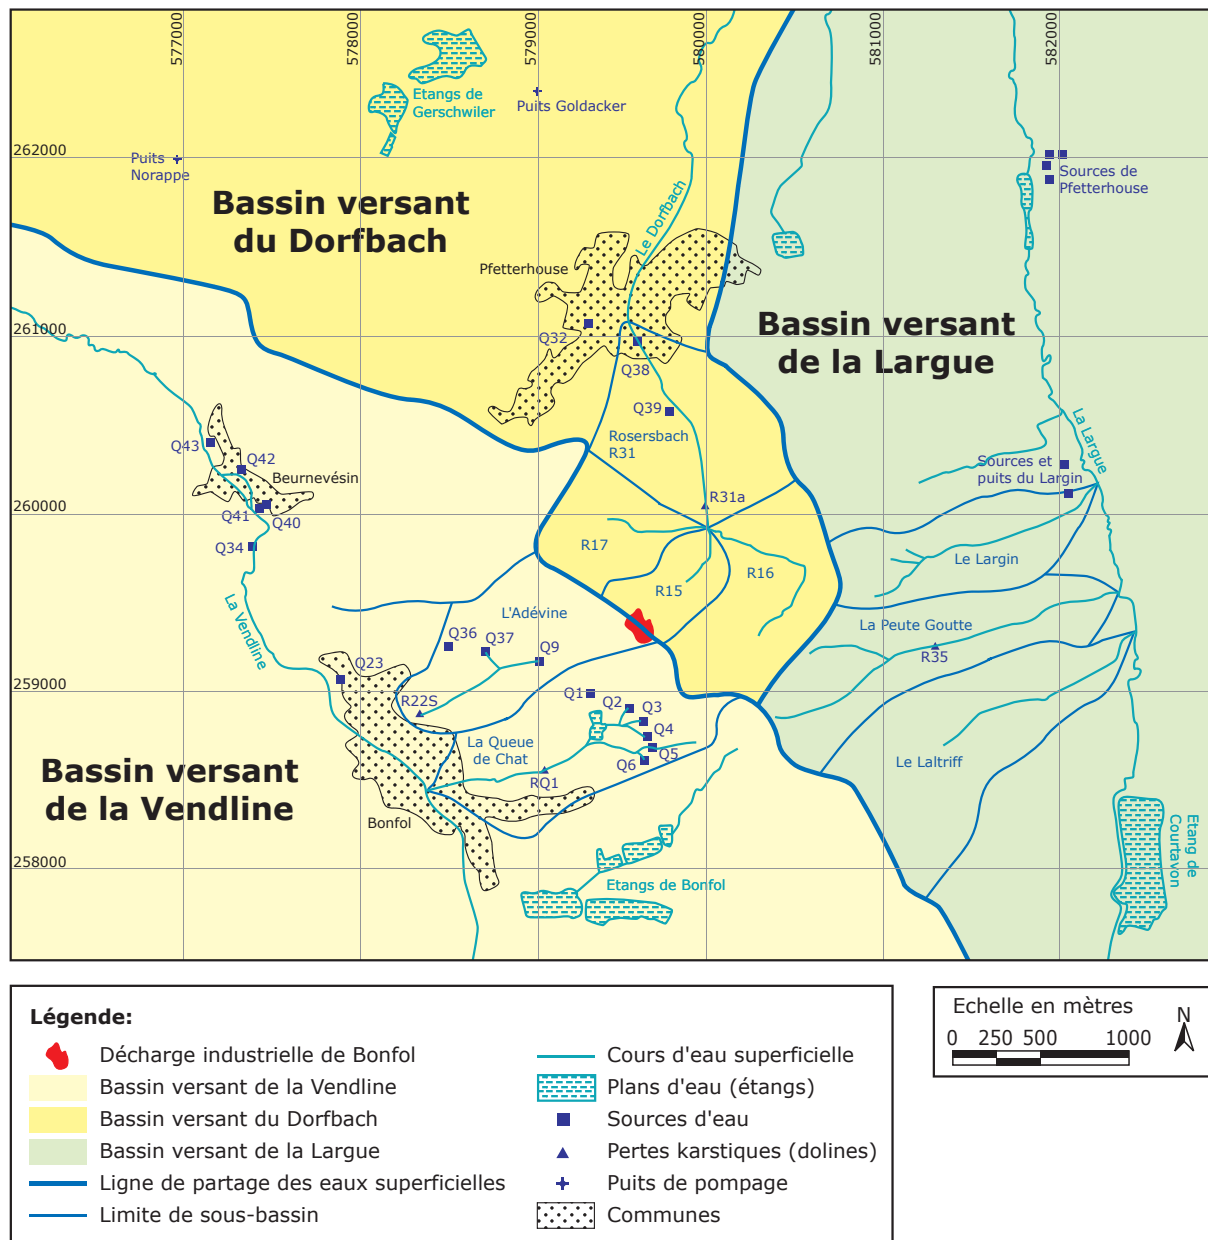 577000
578000
579000
580000
581000
582000
Etangs de
Gerschwiler
Puits Goldacker
262000
Puits
Norappe
Sources de
Pfetterhouse
Bassin versant
du Dorfbach
Le Dorfbach
Pfetterhouse
261000
Q32
Q38
Bassin versant
de la Largue
Q39
Rosersbach
R31
La Largue
Q43
Q42
Beurnevésin
Sources et
puits du Largin
R31a
260000
Q41
Q40
Q34
R17
R16
R15
Le Largin
La Vendline
L'Adévine
La Peute Goutte
Q36
Q37
Q9
R35
Q23
259000
R22S
Q1
Q2
Q3
Q4
Q5
Q6
La Queue
de Chat
RQ1
Le Laltriff
Bassin versant
de la Vendline
Bonfol
Etang de
Courtavon
258000
Etangs de Bonfol
Légende:
Décharge industrielle de Bonfol
Bassin versant de la Vendline
Bassin versant du Dorfbach
Bassin versant de la Largue
Ligne de partage des eaux superficielles
Limite de sous-bassin
Cours d'eau superficielle
Plans d'eau (étangs)
Sources d'eau
Pertes karstiques (dolines)
Puits de pompage
Communes
Echelle en mètres
0 250 500 1000
N